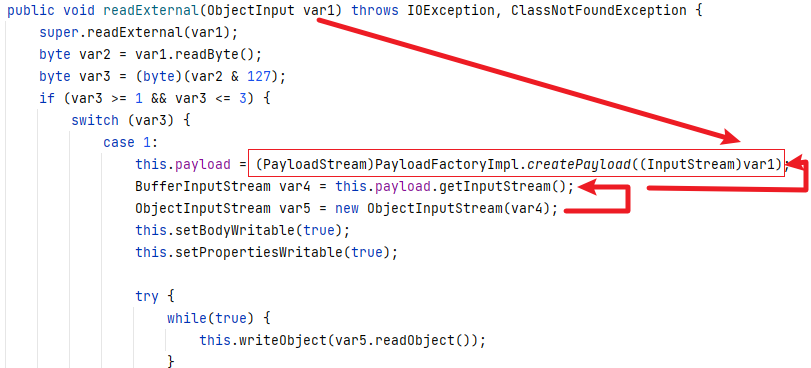 public void readExternal(ObjectInput var1) throws IOException, ClassNotFoundException {
    super.readExternal(var1);
    byte var2 = var1.readByte();
    byte var3 = (byte)(var2 & 127);
    if (var3 >= 1 && var3 <= 3) {
        switch (var3) {
            case 1:
                this.payload = (PayloadStream)PayloadFactoryImpl.createPayload((InputStream)var1);
                BufferInputStream var4 = this.payload.getInputStream();
                ObjectInputStream var5 = new ObjectInputStream(var4);
                this.setBodyWritable(true);
                this.setPropertiesWritable(true);
                try {
                    while(true) {
                        this.writeObject(var5.readObject());
                    }